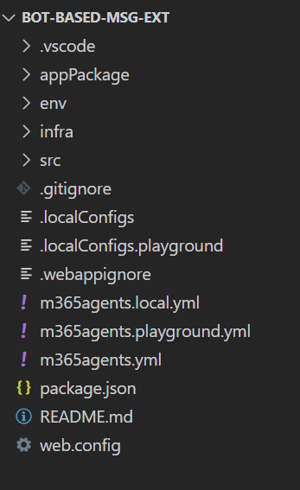 BOT-BASED-MSG-EXT
.vscode
appPackage
env
infra
src
.gitignore
.localConfigs
.localConfigs.playground
.webappignore
m365agents.local.yml
m365agents.playground.yml
m365agents.yml
package.json
README.md
web.config